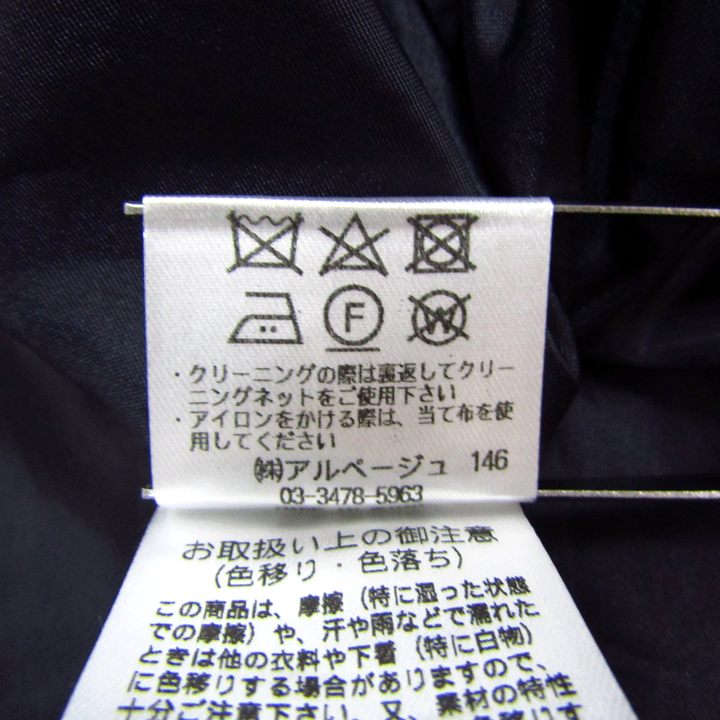 F W
・クリーニングの際は裏返してクリー
ニングネットをご使用下さい
・アイロンをかける際は、当て布を使
用してください
㈱アルページュ 146
03-3478-5963
お取扱い上の御注意
(色移り・色落ち)
この商品は、摩擦(特に湿った状態
での摩擦)や、汗や雨などで濡れた
ときは他の衣料や下着(特に白物)
に色移りする場合がありますので、
十分ご注意下さい。又、素材の特性
色移りす